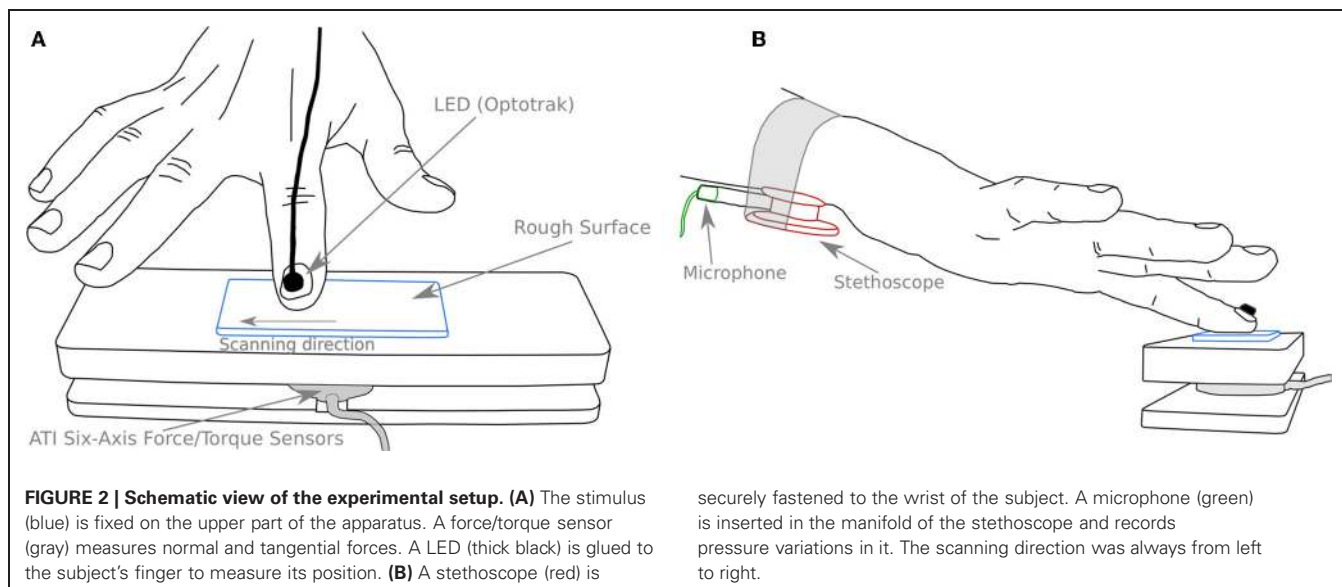 A
LED (Optotrak)
Rough Surface
Scanning direction
ATI Six-Axis Force/Torque Sensors
B
Microphone
Stethoscope
FIGURE 2 | Schematic view of the experimental setup. (A) The stimulus
(blue) is fixed on the upper part of the apparatus. A force/torque sensor
(gray) measures normal and tangential forces. A LED (thick black) is glued to
the subject's finger to measure its position. (B) A stethoscope (red) is
securely fastened to the wrist of the subject. A microphone (green)
is inserted in the manifold of the stethoscope and records
pressure variations in it. The scanning direction was always from left
to right.